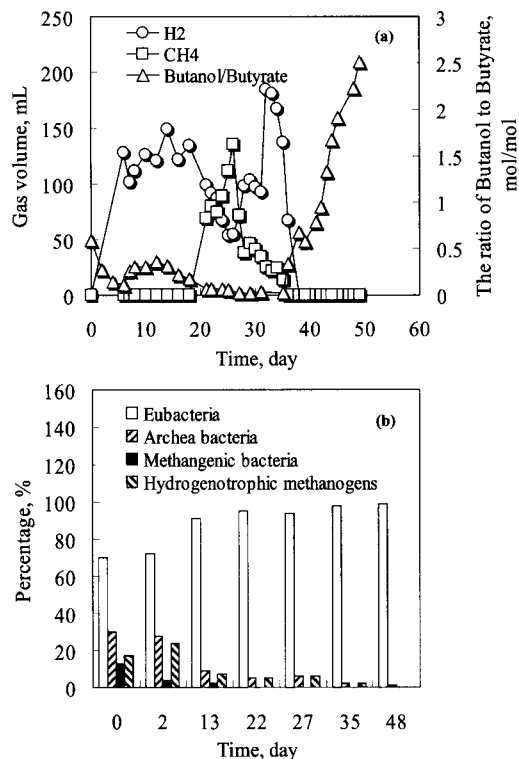 (a)
H2
CH4
Butanol/Butyrate
Gas volume, mL
250
200
150
100
50
0
The ratio of Butanol to Butyrate,
mol/mol
3
2.5
2
1.5
1
0.5
0
0 10 20 30 40 50 60
Time, day
(b)
Eubacteria
Archea bacteria
Methangenic bacteria
Hydrogenotrophic methanogens
Percentage, %
160
140
120
100
80
60
40
20
0
0 2 13 22 27 35 48
Time, day